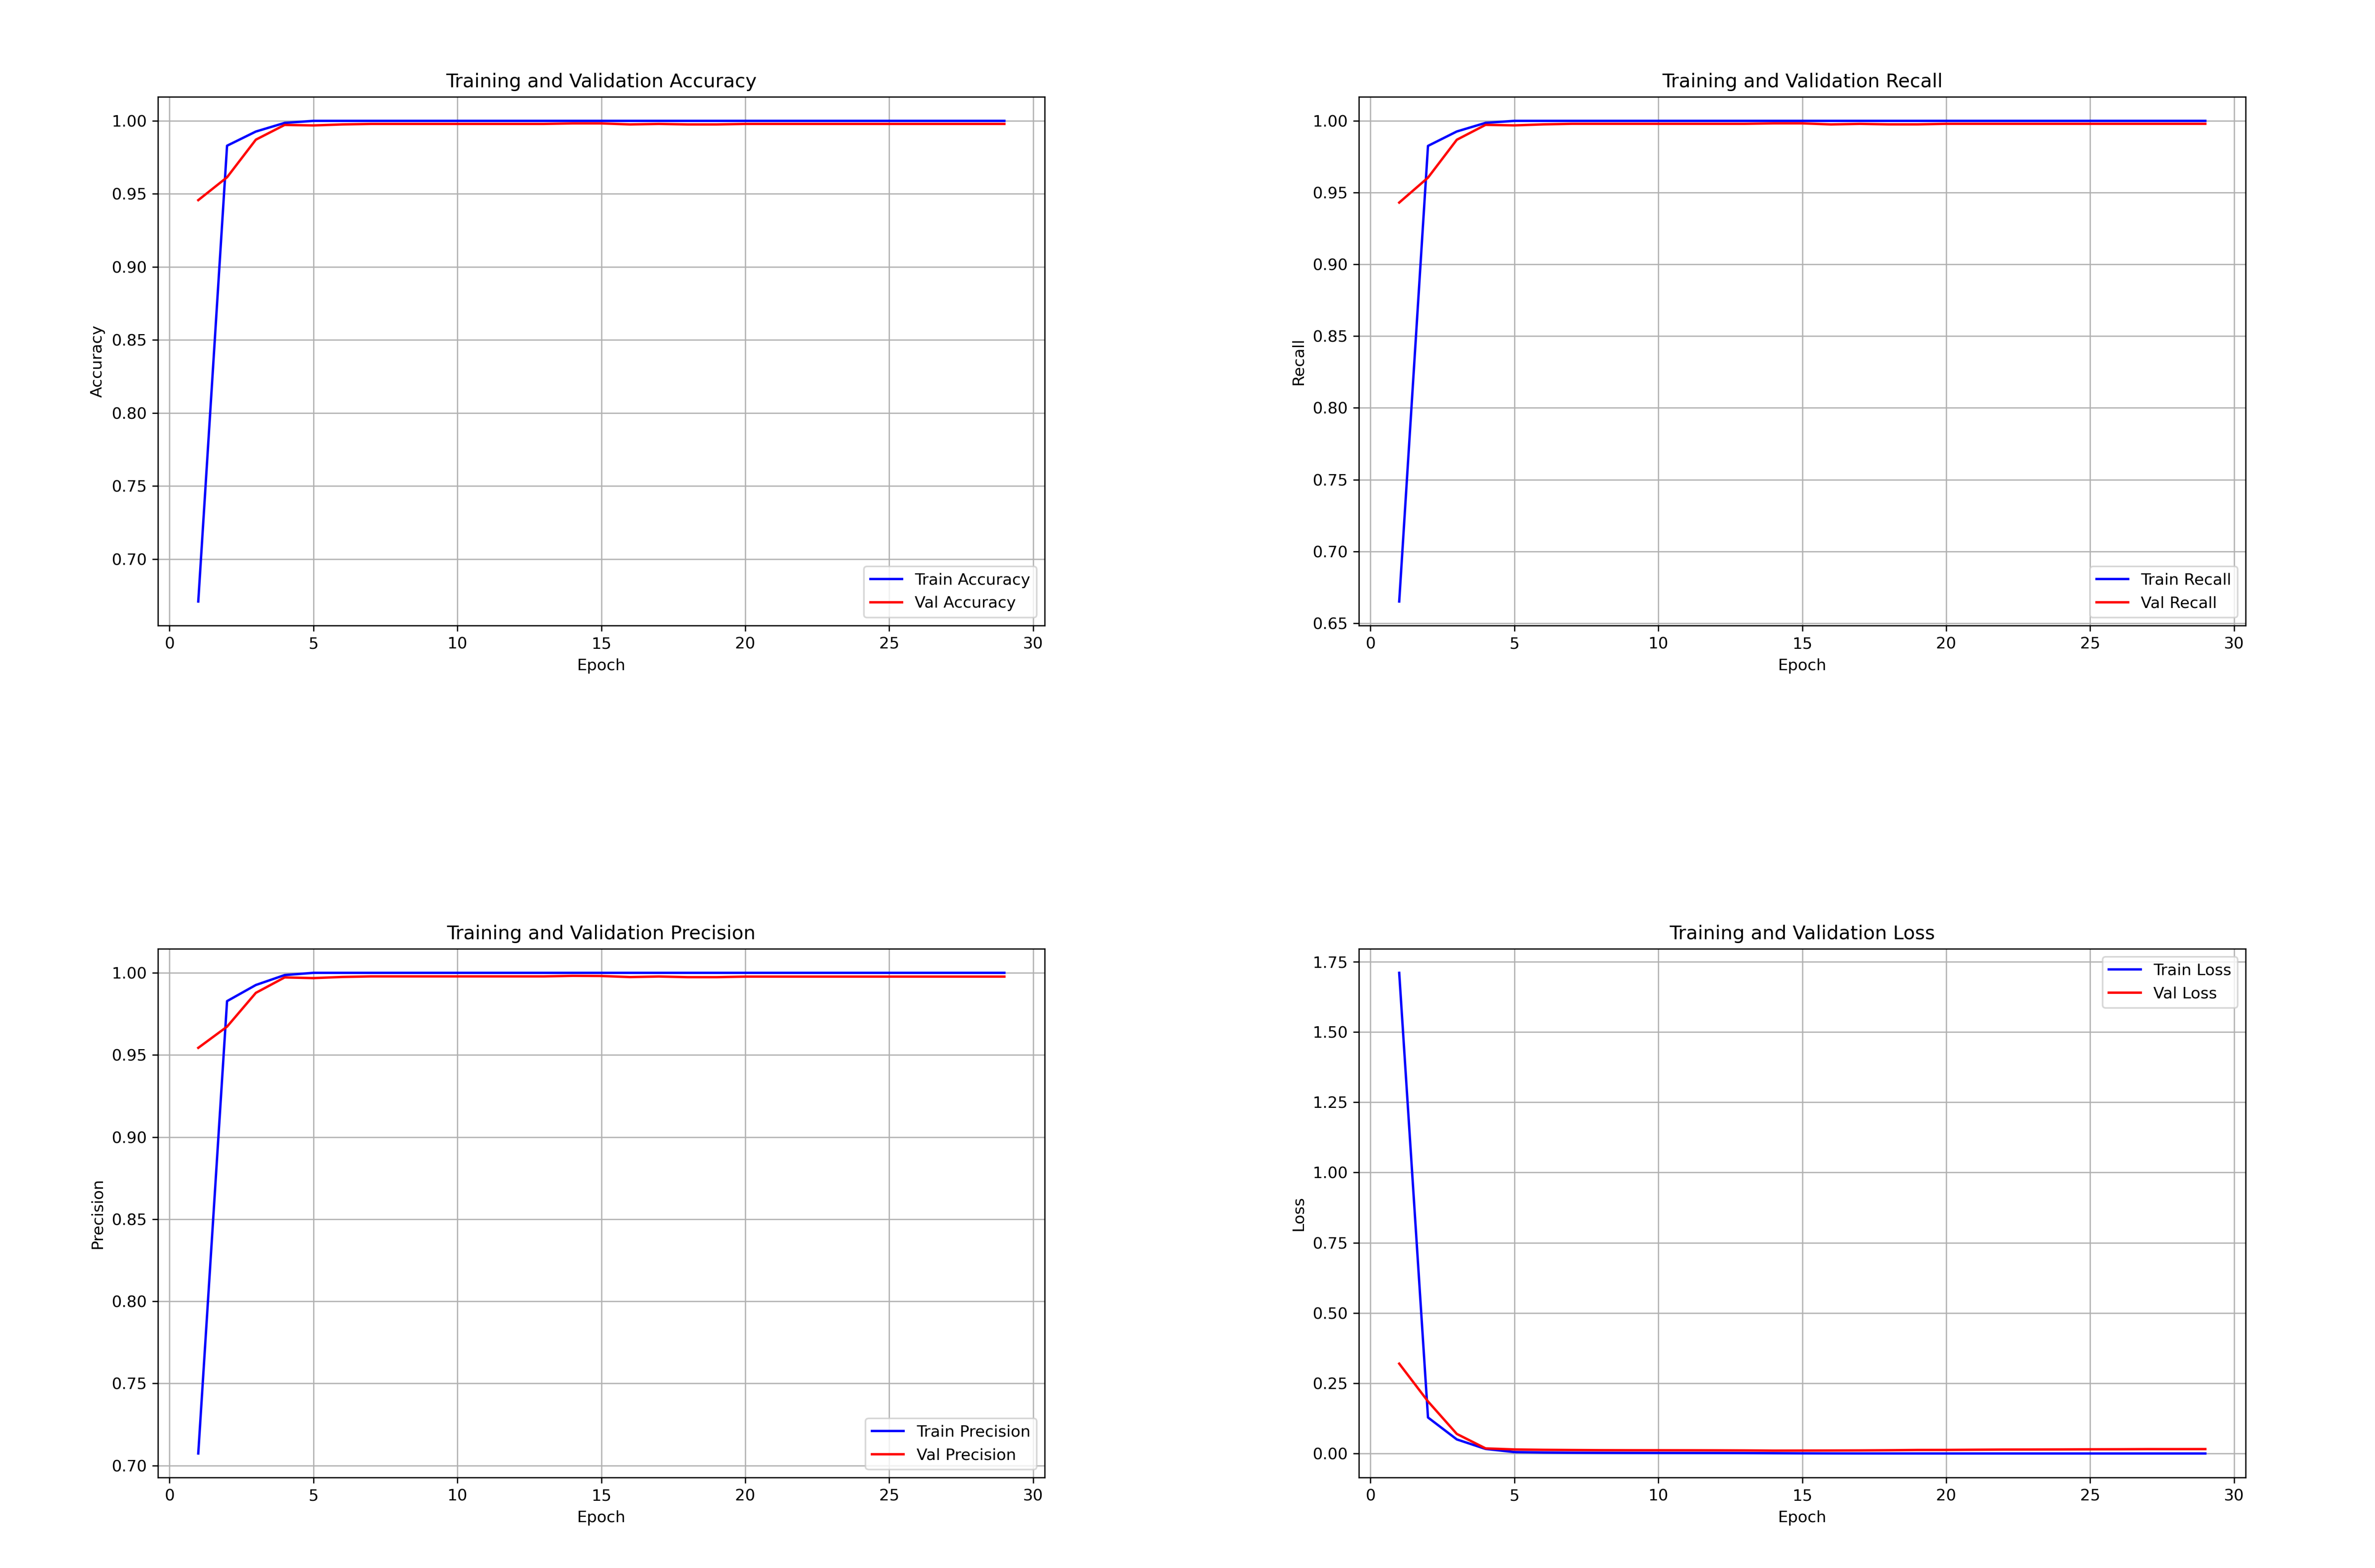 Training and Validation Accuracy
1.00
0.95
0.90
0.85
0.80
0.75
0.70
Accuracy
Train Accuracy
Val Accuracy
0 5 10 15 20 25 30
Epoch
Training and Validation Recall
1.00
0.95
0.90
0.85
0.80
0.75
0.70
0.65
Recall
Train Recall
Val Recall
0 5 10 15 20 25 30
Epoch
Training and Validation Precision
1.00
0.95
0.90
0.85
0.80
0.75
0.70
Precision
Train Precision
Val Precision
0 5 10 15 20 25 30
Epoch
Training and Validation Loss
1.75
1.50
1.25
1.00
0.75
0.50
0.25
0.00
Loss
Train Loss
Val Loss
0 5 10 15 20 25 30
Epoch